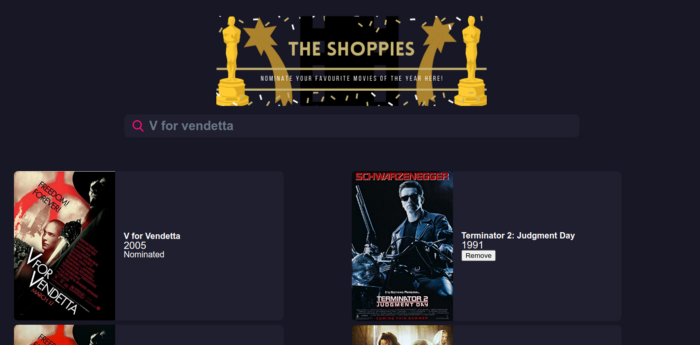 THE SHOPPIES
NOMINATE YOUR FAVOURITE MOVIES OF THE YEAR HERE!
V for vendetta
FREEDOM!
FOREVER!
V FOR
VENDETTA
V for Vendetta
2005
Nominated
SCHWARZENEGGER
TERMINATOR 2
JUDGMENT DAY
Terminator 2: Judgment Day
1991
Remove
FREEDOM!